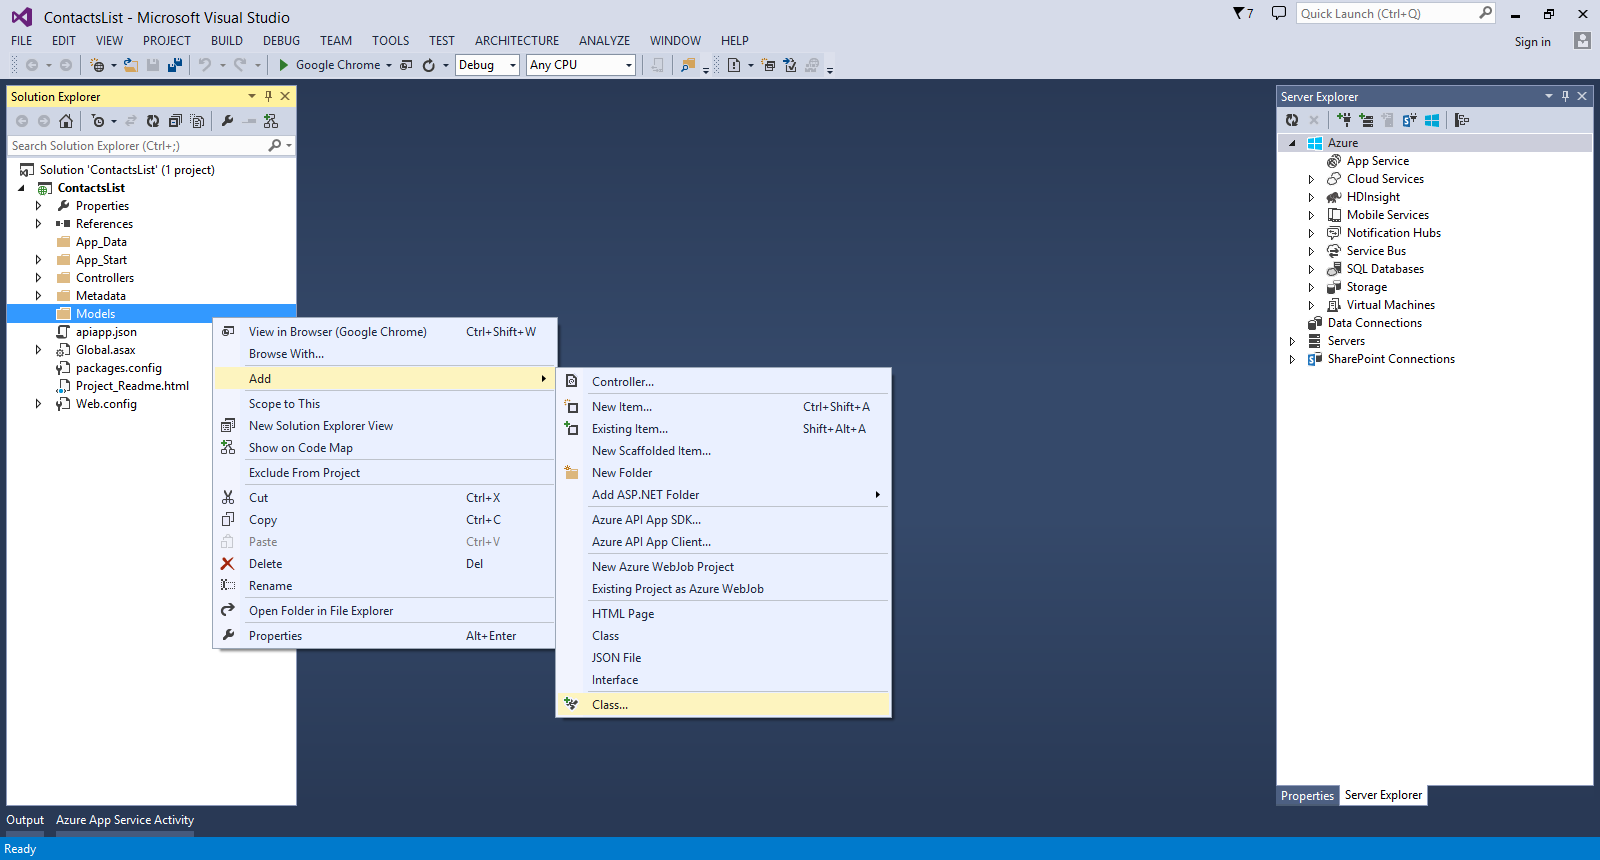 ContactsList - Microsoft Visual Studio
7
Quick Launch (Ctrl+Q)
FILE EDIT VIEW PROJECT BUILD DEBUG TEAM TOOLS TEST ARCHITECTURE ANALYZE WINDOW HELP
Sign in
Google Chrome
Debug
Any CPU
Solution Explorer
Search Solution Explorer (Ctrl+;)
Solution 'ContactsList' (1 project)
ContactsList
Properties
References
App_Data
App_Start
Controllers
Metadata
Models
apiapp.json
Global.asax
packages.config
Project_Readme.html
Web.config
View in Browser (Google Chrome) Ctrl+Shift+W
Browse With...
Add
Scope to This
New Solution Explorer View
Show on Code Map
Exclude From Project
Cut Ctrl+X
Copy Ctrl+C
Paste Ctrl+V
Delete Del
Rename
Open Folder in File Explorer
Properties Alt+Enter
Controller...
New Item... Ctrl+Shift+A
Existing Item... Shift+Alt+A
New Scaffolded Item...
New Folder
Add ASP.NET Folder
Azure API App SDK...
Azure API App Client...
New Azure WebJob Project
Existing Project as Azure WebJob
HTML Page
Class
JSON File
Interface
Class...
Server Explorer
Azure
App Service
Cloud Services
HDInsight
Mobile Services
Notification Hubs
Service Bus
SQL Databases
Storage
Virtual Machines
Data Connections
Servers
SharePoint Connections
Properties Server Explorer
Output Azure App Service Activity
Ready